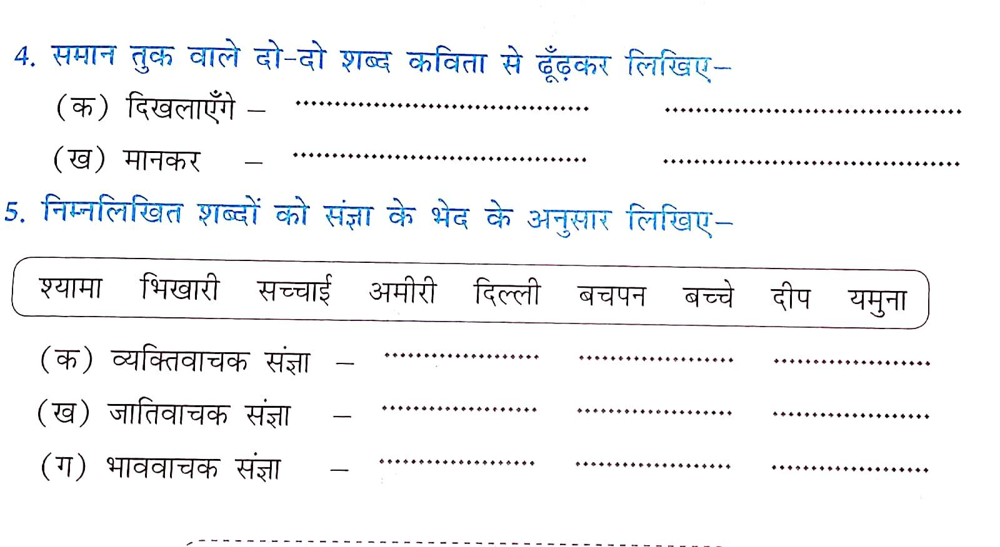 4. समान तुक वाले दो-दो शब्द कविता से ढूँढ़कर लिखिए–
(क) दिखलाएँगे – ........................................ ........................................
(ख) मानकर – ........................................ ........................................
5. निम्नलिखित शब्दों को संज्ञा के भेद के अनुसार लिखिए–
श्यामा भिखारी सच्चाई अमीरी दिल्ली बचपन बच्चे दीप यमुना
(क) व्यक्तिवाचक संज्ञा – ..................... ..................... .....................
(ख) जातिवाचक संज्ञा – ..................... ..................... .....................
(ग) भाववाचक संज्ञा – ..................... ..................... .....................